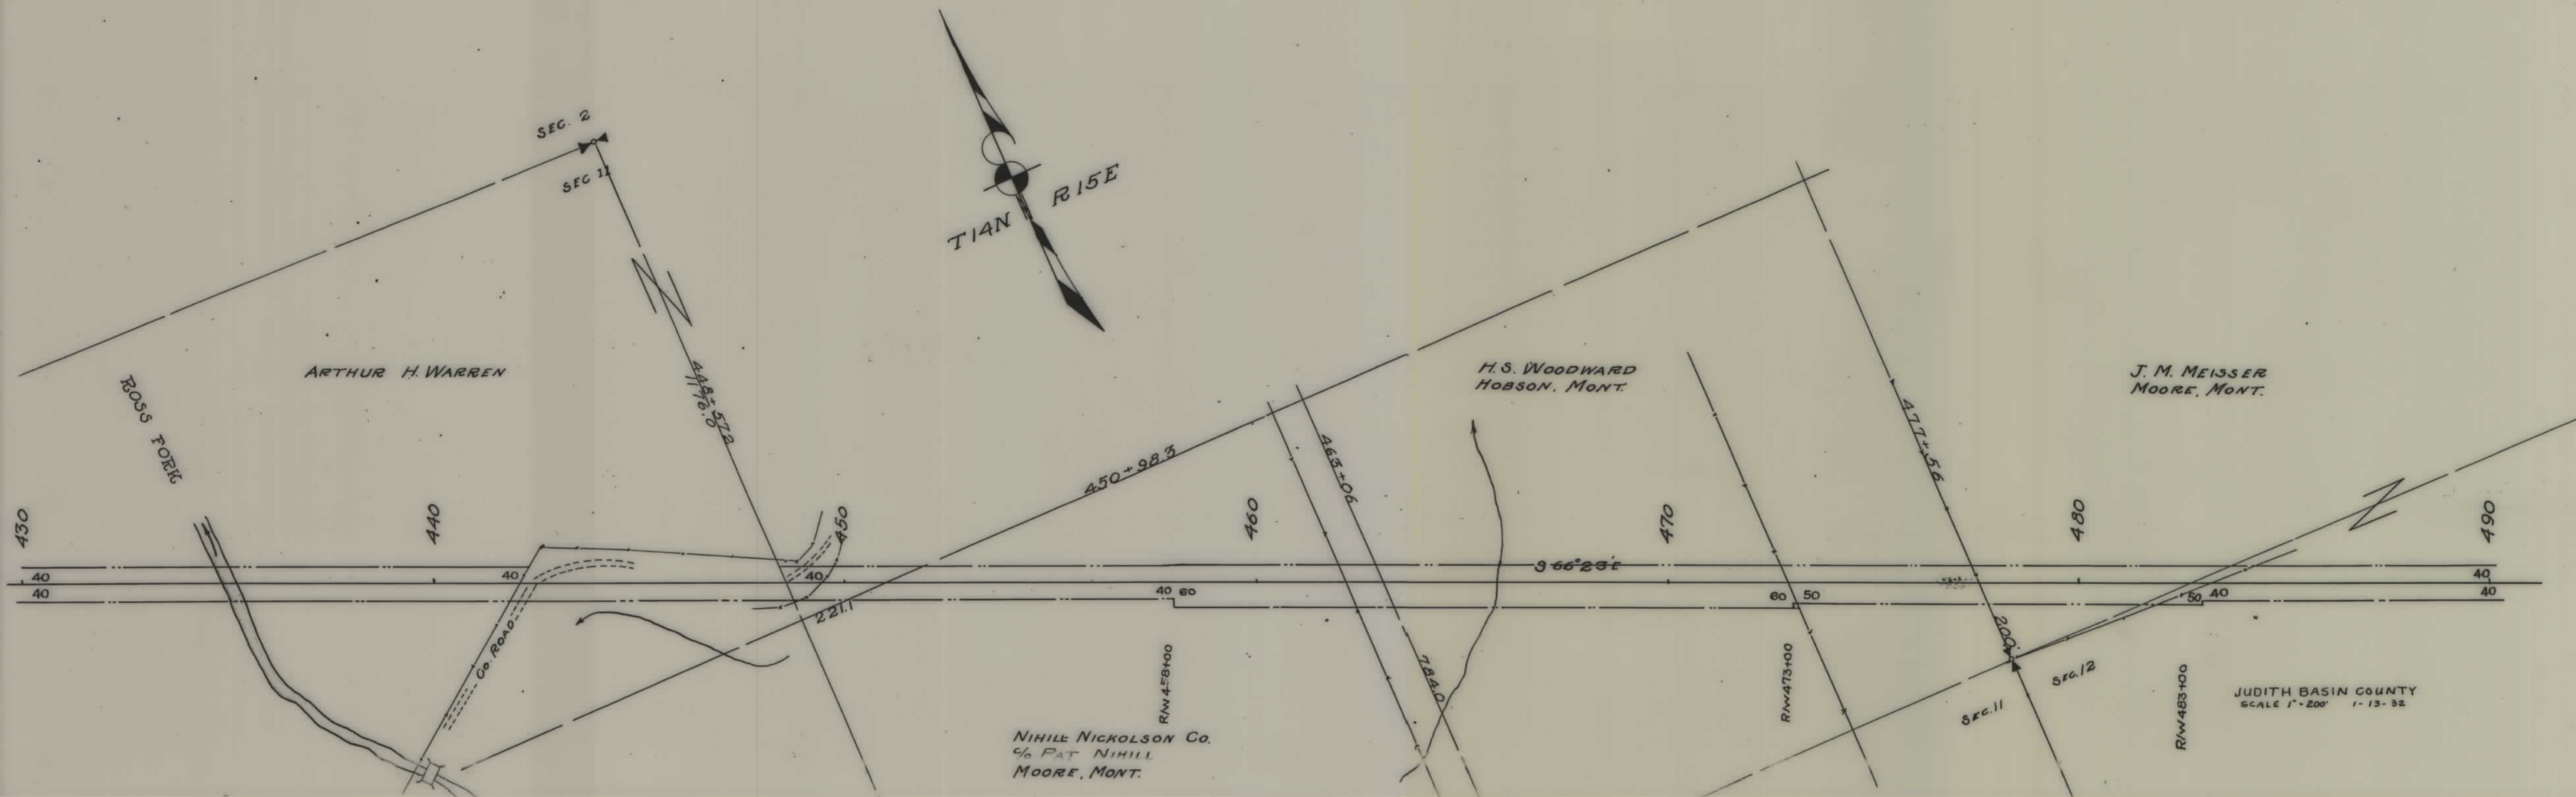 SEC. 2
SEC 11
T14N R15E
ARTHUR H. WARREN
ROSS FORK
448+57.2
1176.0
450+98.3
463+06
H.S. WOODWARD
HOBSON, MONT.
477+56
J. M. MEISSER
MOORE, MONT.
430
440
450
460
470
480
490
40
40
40
40
S 66°23'E
40
40
40 60
60 50
50 40
221.1
Co. ROAD
784.0
200
R/W 458+00
R/W 473+00
R/W 483+00
SEC.12
SEC.11
NIHILL NICKOLSON CO.
c/o PAT NIHILL
MOORE, MONT.
JUDITH BASIN COUNTY
SCALE 1"-200' 1-13-32